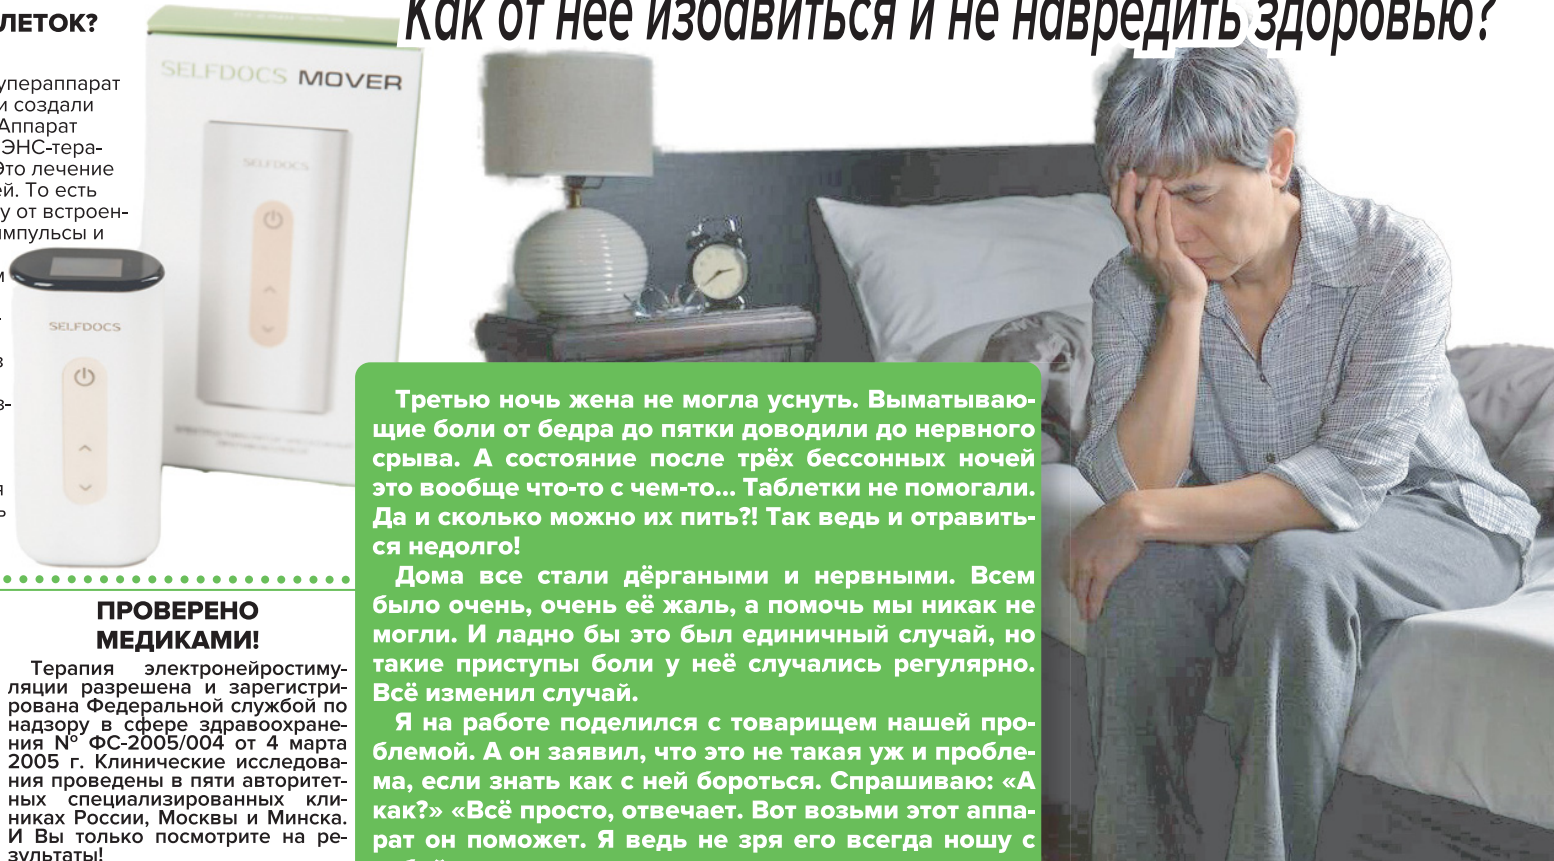 Как от неё избавиться и не навредить здоровью?
ЛЕТОК?
упераппарат
и создали
Аппарат
ЭНС-тера-
Это лечение
ей. То есть
у от встроен-
мпульсы и
м
в
з-
я
ь
SELFDOCS MOVER
SELFDOCS
SELFDOCS
ПРОВЕРЕНО
МЕДИКАМИ!
Терапия электронейростиму-
ляции разрешена и зарегистри-
рована Федеральной службой по
надзору в сфере здравоохране-
ния № ФС-2005/004 от 4 марта
2005 г. Клинические исследова-
ния проведены в пяти авторитет-
ных специализированных кли-
никах России, Москвы и Минска.
И Вы только посмотрите на ре-
зультаты!
Третью ночь жена не могла уснуть. Выматываю-
щие боли от бедра до пятки доводили до нервного
срыва. А состояние после трёх бессонных ночей
это вообще что-то с чем-то... Таблетки не помогали.
Да и сколько можно их пить?! Так ведь и отравить-
ся недолго!
Дома все стали дёргаными и нервными. Всем
было очень, очень её жаль, а помочь мы никак не
могли. И ладно бы это был единичный случай, но
такие приступы боли у неё случались регулярно.
Всё изменил случай.
Я на работе поделился с товарищем нашей про-
блемой. А он заявил, что это не такая уж и пробле-
ма, если знать как с ней бороться. Спрашиваю: «А
как?» «Всё просто, отвечает. Вот возьми этот аппа-
рат он поможет. Я ведь не зря его всегда ношу с